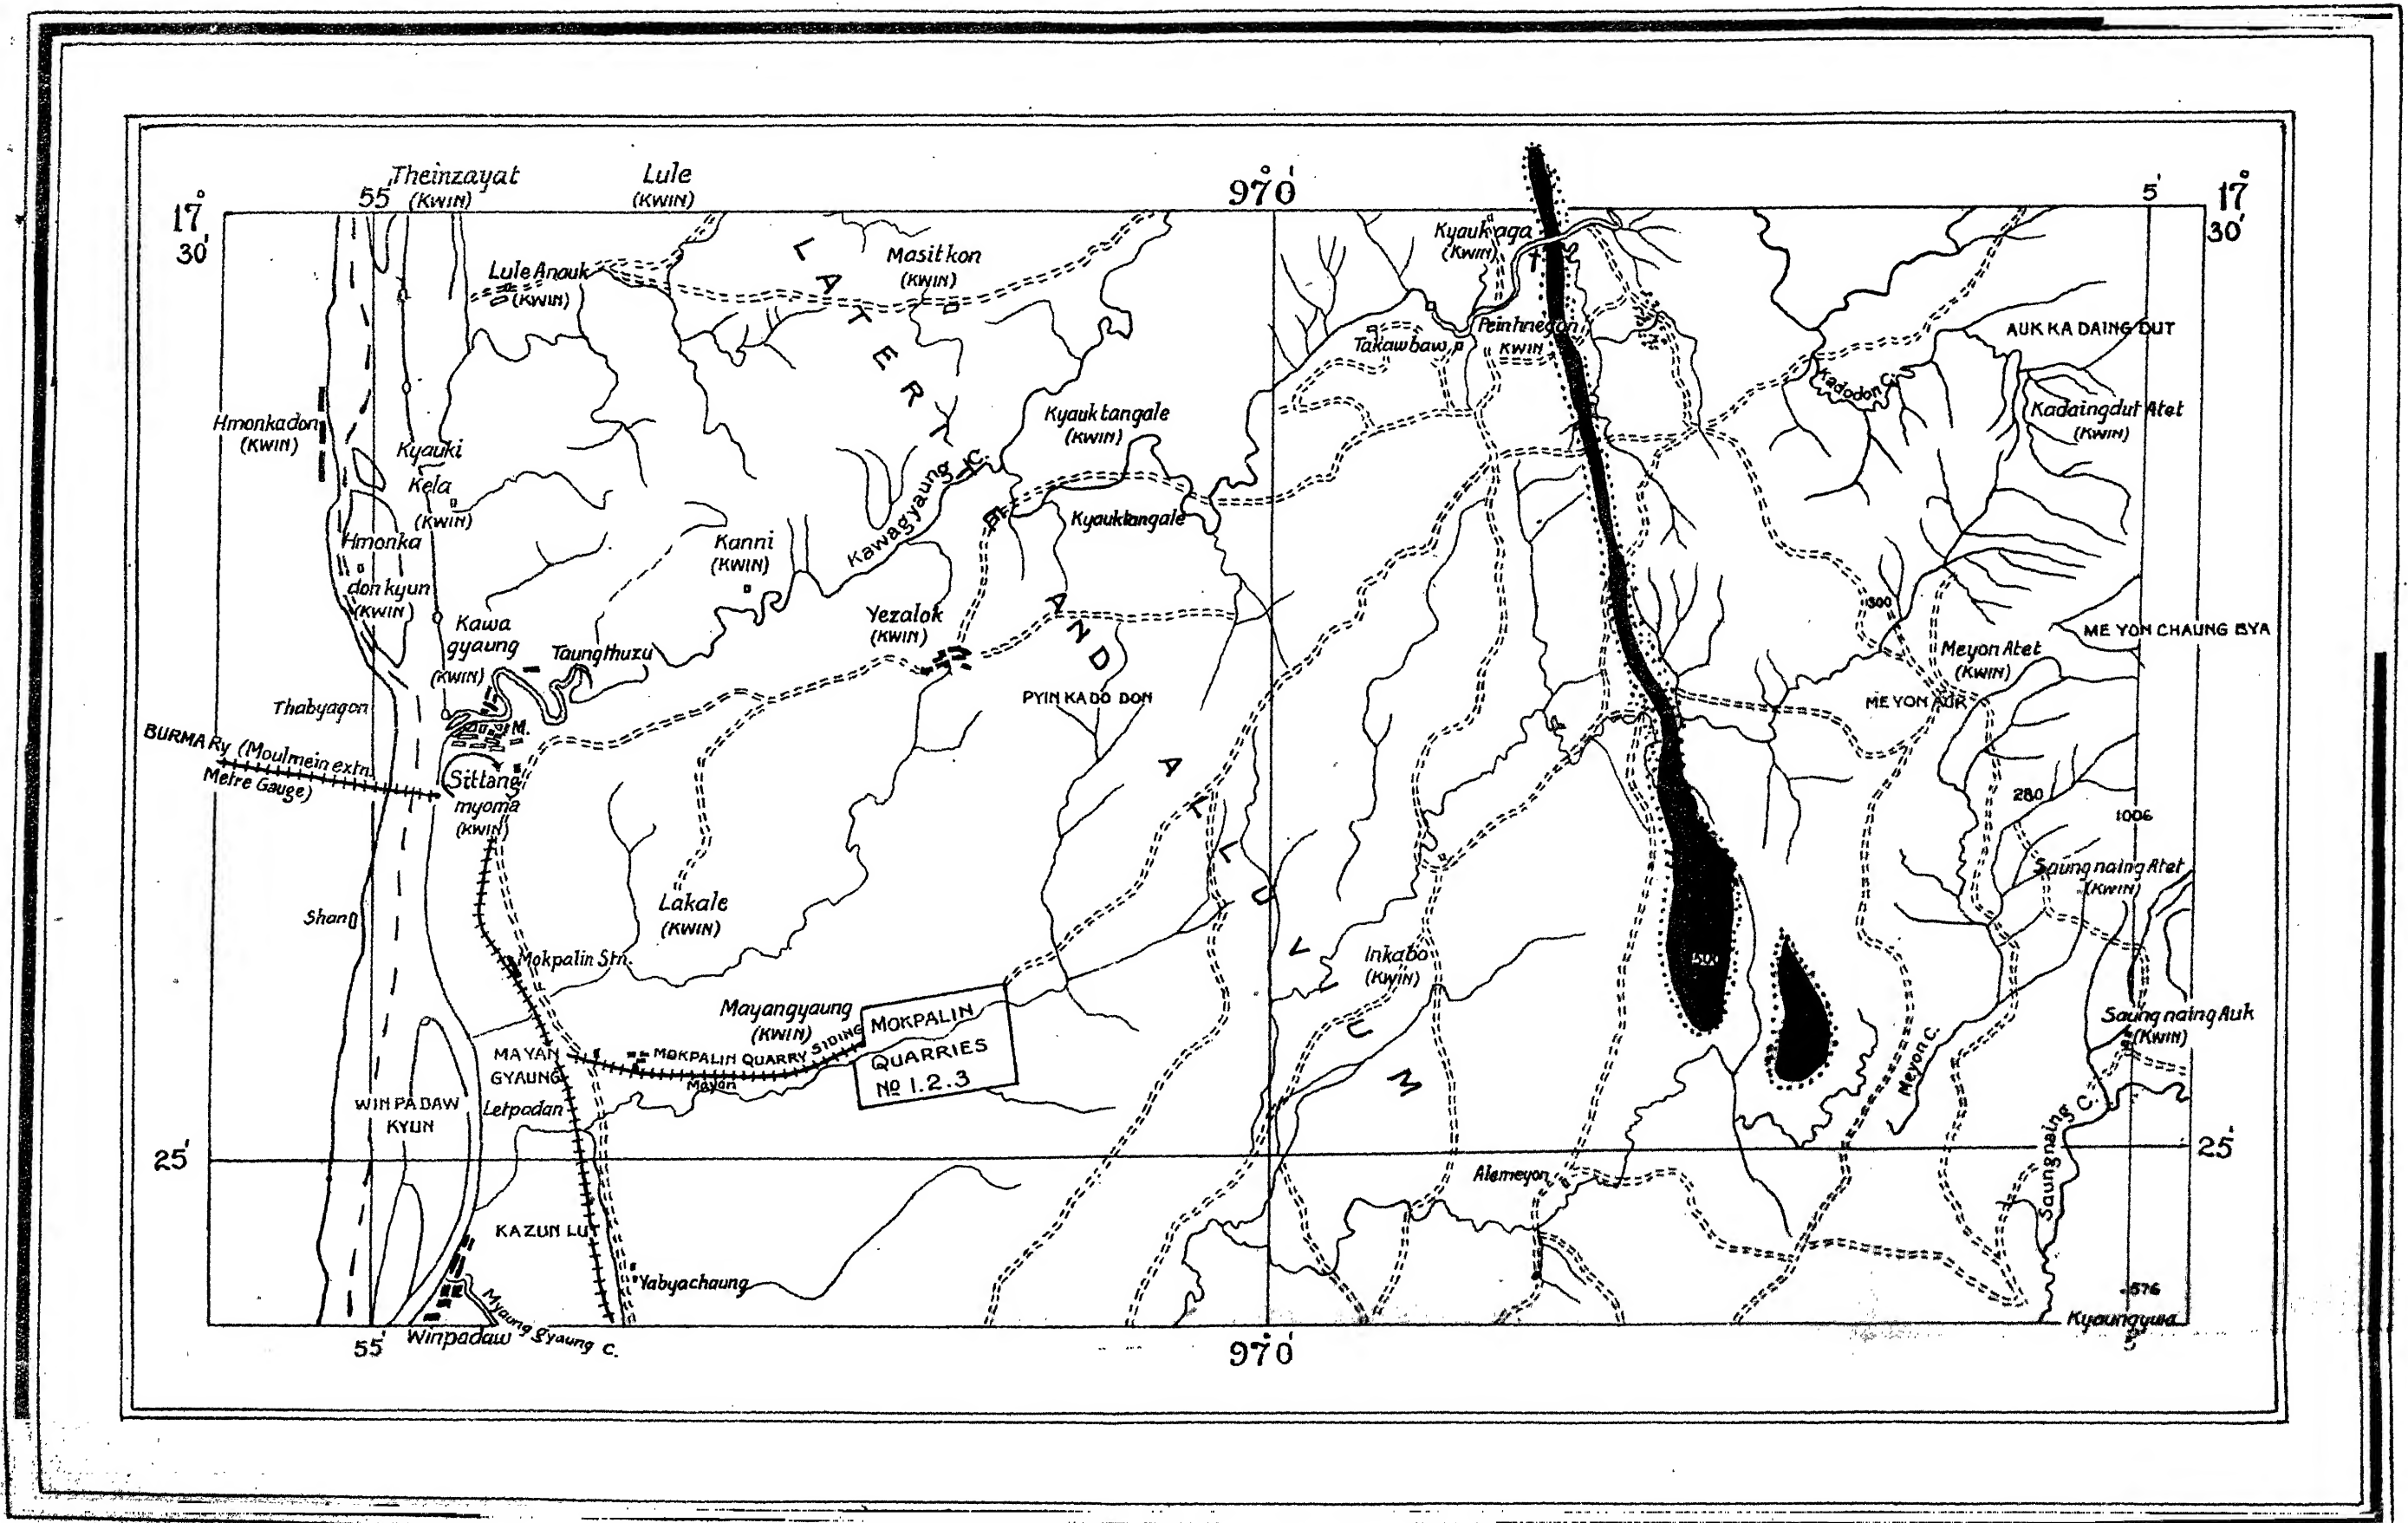 Theinzayat
(KWIN)
Lule
(KWIN)
17°
30'
55'
97°0'
5'
17°
30'
Lule Anouk
(KWIN)
Masitkon
(KWIN)
Kyaukaga
(KWIN)
Peinhnegon
KWIN
Takawbaw
AUK KA DAING DUT
Kadodon C.
Kadaingdut Atet
(KWIN)
Hmonkadon
(KWIN)
Kyauki
Kela
(KWIN)
Kyauktangale
(KWIN)
Kyauktangale
Kawagyaung C.
LATERITE AND ALLUVIUM
Hmonka
don kyun
(KWIN)
Kanni
(KWIN)
Kawa
gyaung
(KWIN)
Taungthuzu
Yezalok
(KWIN)
300
ME YON CHAUNG BYA
Meyon Atet
(KWIN)
ME YON AUK
PYIN KA DO DON
Thabyagon
M.
BURMA Ry (Moulmein extn.
Metre Gauge)
Sittang
myoma
(KWIN)
280
1006
Saungnaing Atet
(KWIN)
Shan
Lakale
(KWIN)
Mokpalin Stn.
Inkabo
(KWIN)
500
Mayangyaung
(KWIN)
MOKPALIN
QUARRIES
No 1.2.3
MOKPALIN QUARRY SIDING
Mayan
MAYAN
GYAUNG
Saungnaing Auk
(KWIN)
Meyon C.
Saungnaing C.
WIN PA DAW
KYUN
Letpadan
25'
25'
Alemeyon
KAZUN LU
Yabyachaung
Myaung gyaung C.
Winpadaw
576
Kyaungywa
55'
97°0'
5'